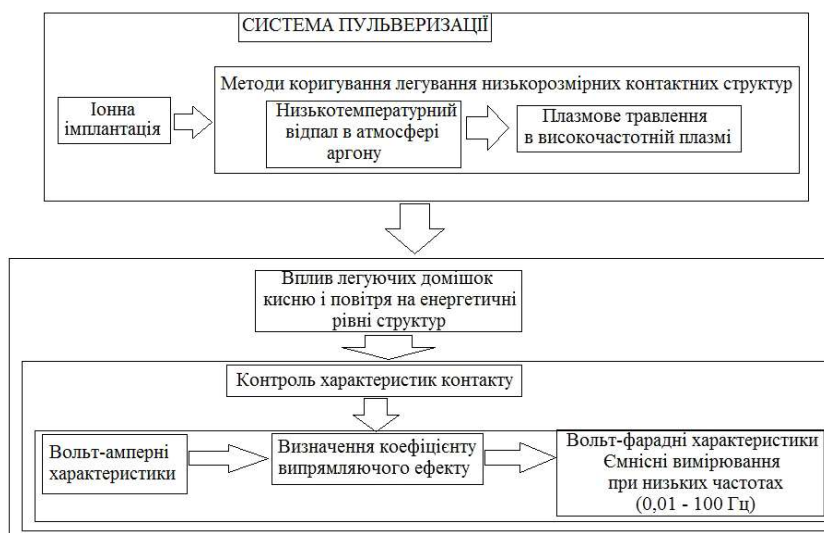 СИСТЕМА ПУЛЬВЕРИЗАЦІЇ
Методи коригування легування низькорозмірних контактних структур
Іонна
імплантація
Низькотемпературний
відпал в атмосфері
аргону
Плазмове травлення
в високочастотній плазмі
Вплив легуючих домішок
кисню і повітря на енергетичні
рівні структур
Контроль характеристик контакту
Вольт-амперні
характеристики
Визначення коефіцієнту
випрямляючого ефекту
Вольт-фарадні характеристики
Ємнісні вимірювання
при низьких частотах
(0,01 - 100 Гц)